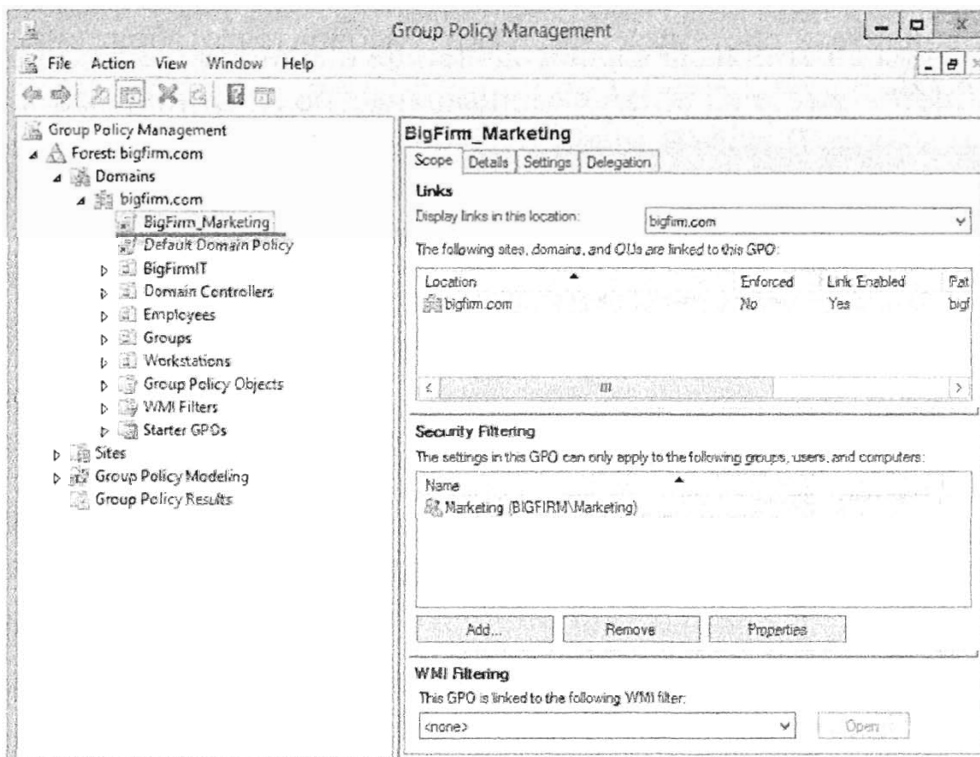 Group Policy Management
File Action View Window Help
Group Policy Management
Forest: bigfirm.com
Domains
bigfirm.com
BigFirm_Marketing
Default Domain Policy
BigFirmIT
Domain Controllers
Employees
Groups
Workstations
Group Policy Objects
WMI Filters
Starter GPOs
Sites
Group Policy Modeling
Group Policy Results
BigFirm_Marketing
Scope Details Settings Delegation
Links
Display links in this location: bigfirm.com
The following sites, domains, and OUs are linked to this GPO:
Location Enforced Link Enabled Pat
bigfirm.com No Yes bigf
Security Filtering
The settings in this GPO can only apply to the following groups, users, and computers:
Name
Marketing (BIGFIRM\Marketing)
Add... Remove Properties
WMI Filtering
This GPO is linked to the following WMI filter:
<none> Open